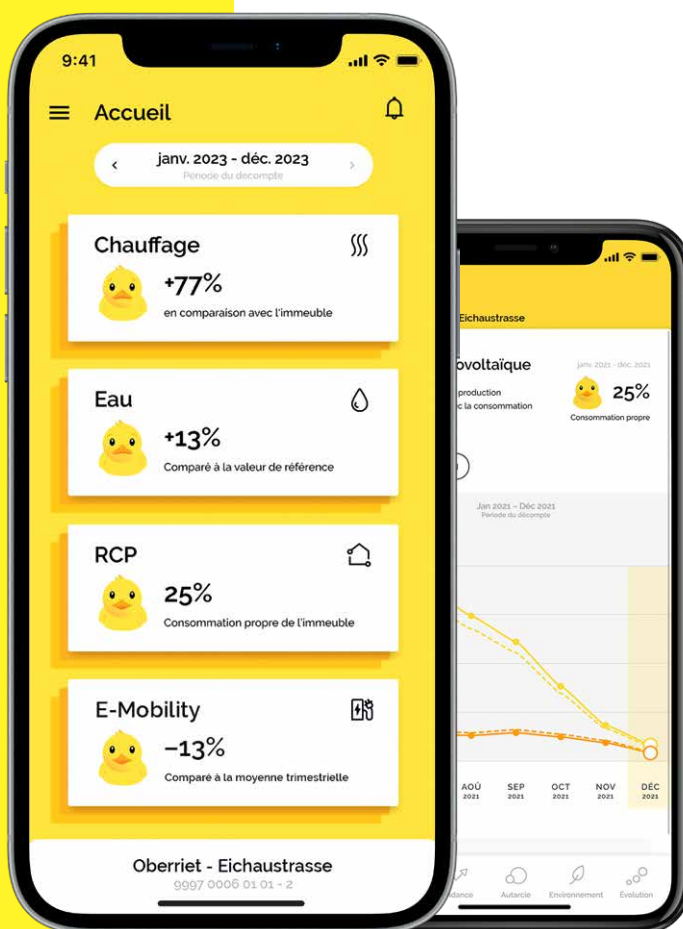 9:41
Accueil
janv. 2023 - déc. 2023
Période du décompte
Chauffage
+77%
en comparaison avec l'immeuble
Eau
+13%
Comparé à la valeur de référence
RCP
25%
Consommation propre de l'immeuble
E-Mobility
–13%
Comparé à la moyenne trimestrielle
Oberriet - Eichaustrasse
9997 0006 01 01 - 2
Eichaustrasse
ovoltaïque
janv. 2021 - déc. 2021
production
c la consommation
25%
Consommation propre
Jan 2021 – Déc 2021
Période du décompte
AOÛ SEP OCT NOV DÉC
2021 2021 2021 2021 2021
dance Autarcie Environnement Évolution